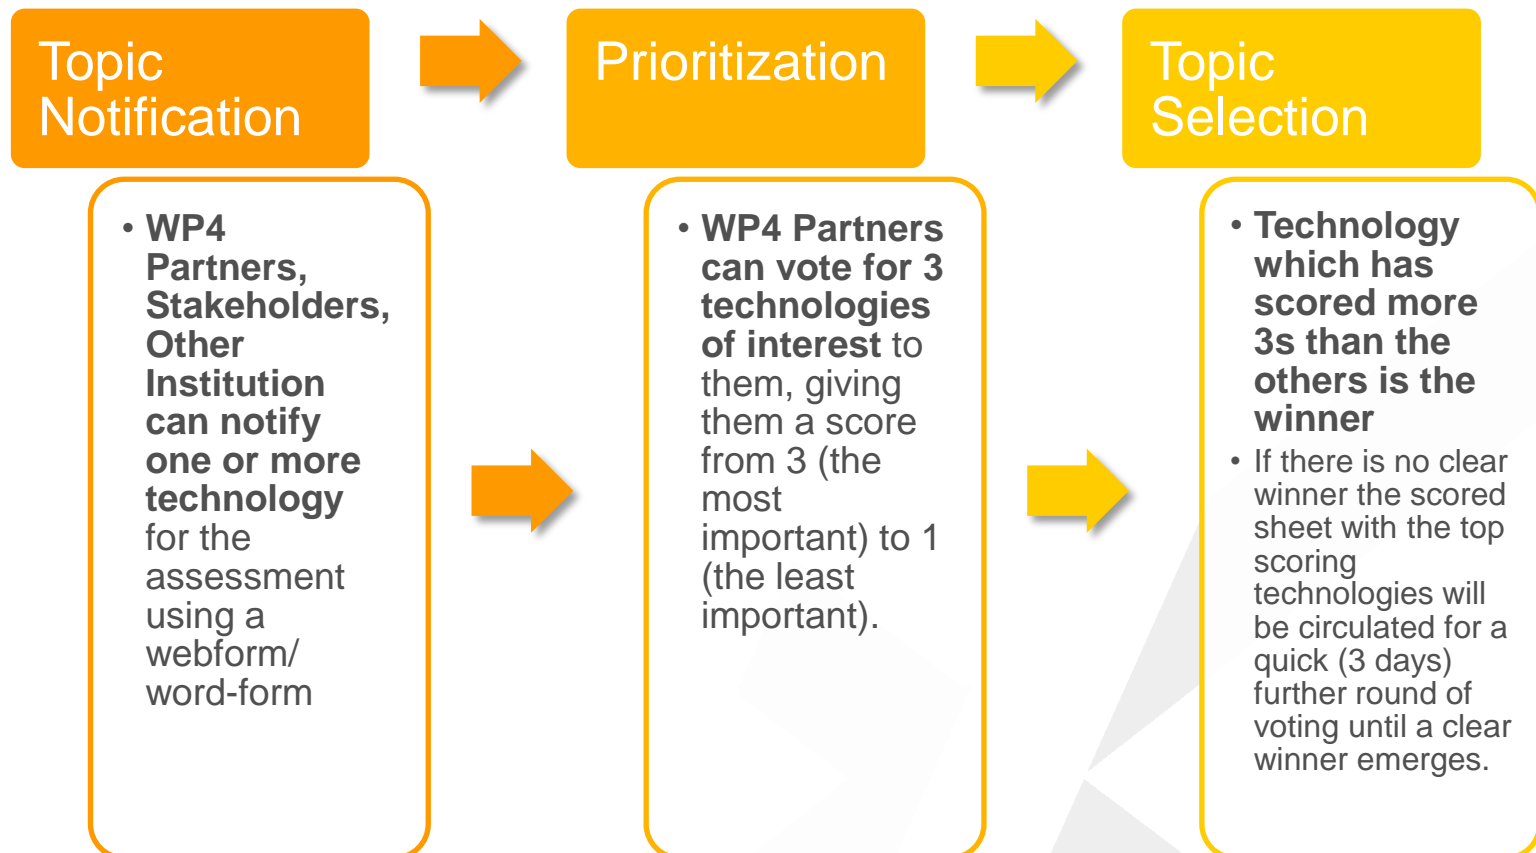 Topic
Notification
Prioritization
Topic
Selection
• WP4
Partners,
Stakeholders,
Other
Institution
can notify
one or more
technology
for the
assessment
using a
webform/
word-form
• WP4 Partners
can vote for 3
technologies
of interest to
them, giving
them a score
from 3 (the
most
important) to 1
(the least
important).
• Technology
which has
scored more
3s than the
others is the
winner
• If there is no clear
winner the scored
sheet with the top
scoring
technologies will
be circulated for a
quick (3 days)
further round of
voting until a clear
winner emerges.